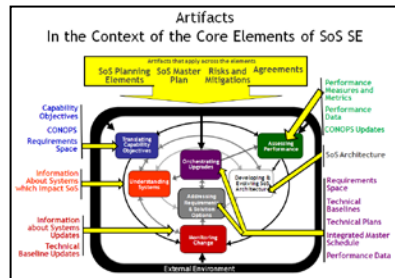 Artifacts
In the Context of the Core Elements of SoS SE
Artifacts that apply across the elements
SoS Planning Elements
SoS Master Plan
Risks and Mitigations
Agreements
Capability Objectives
CONOPS
Requirements Space
Information About Systems which Impact SoS
Information about Systems Updates
Technical Baseline Updates
Translating Capability Objectives
Orchestrating Upgrades
Assessing Performance
Understanding Systems
Developing & Evolving SoS Architecture
Addressing Requirements & Solution Options
Monitoring Change
External Environment
Performance Measures and Metrics
Performance Data
CONOPS Updates
SoS Architecture
Requirements Space
Technical Baselines
Technical Plans
Integrated Master Schedule
Performance Data